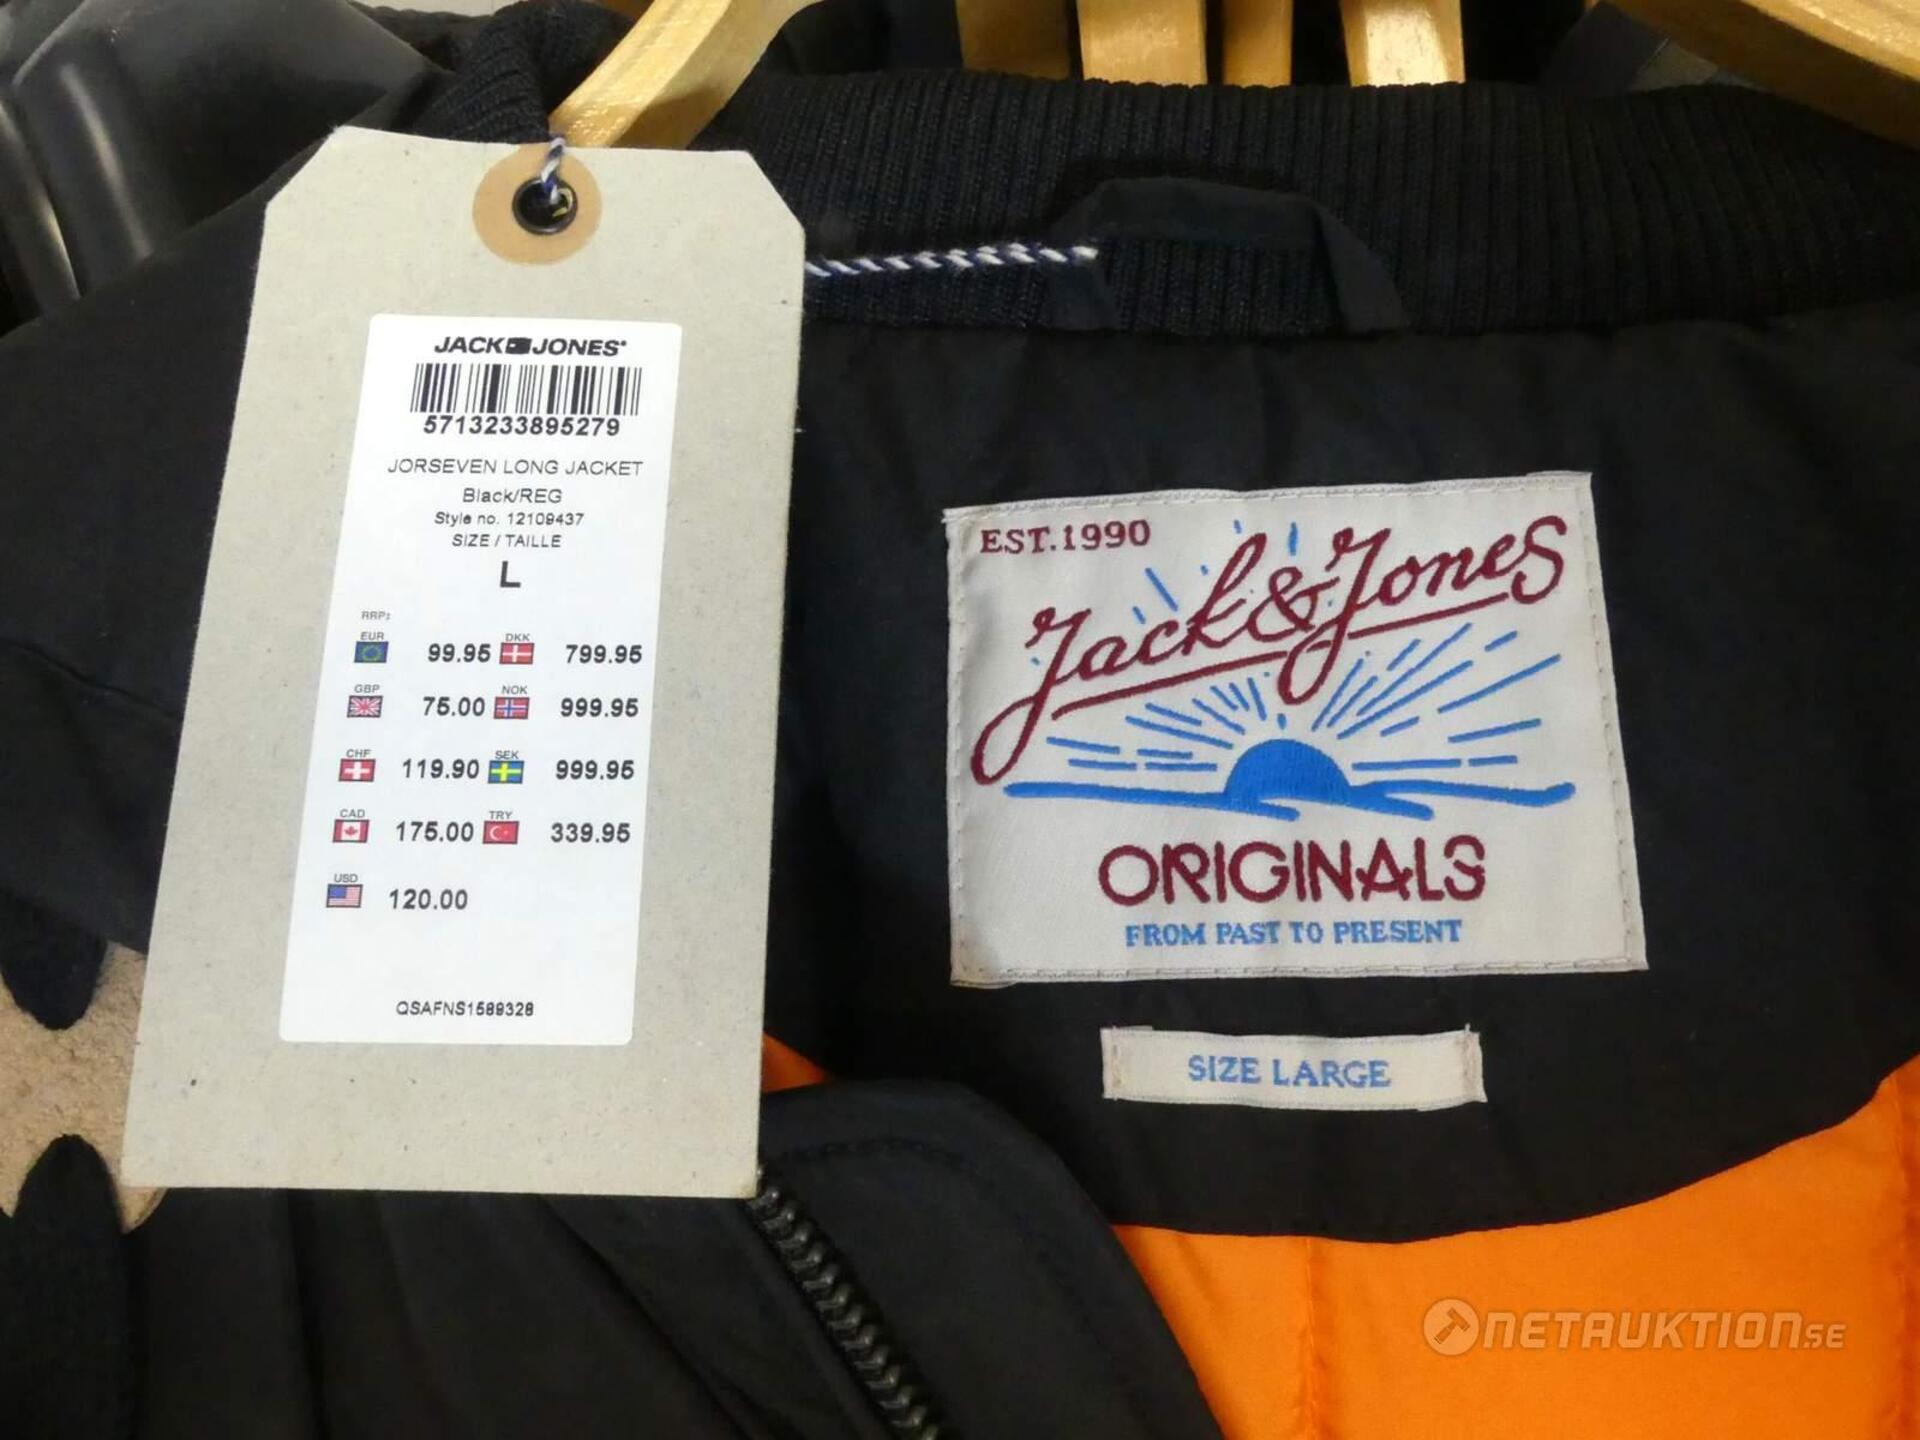 JACK JONES
5713233895279
JORSEVEN LONG JACKET
Black/REG
Style no. 12109437
SIZE / TAILLE
L
RRP:
EUR 99.95 DKK 799.95
GBP 75.00 NOK 999.95
CHF 119.90 SEK 999.95
CAD 175.00 TRY 339.95
USD 120.00
QSAFNS1589328
EST.1990
Jack&Jones
ORIGINALS
FROM PAST TO PRESENT
SIZE LARGE
NETAUKTION.SE